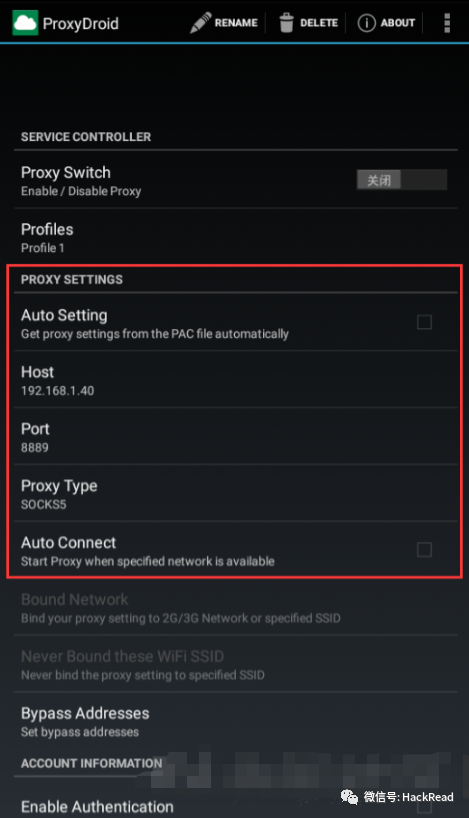 ProxyDroid
RENAME
DELETE
ABOUT
SERVICE CONTROLLER
Proxy Switch
Enable / Disable Proxy
关闭
Profiles
Profile 1
PROXY SETTINGS
Auto Setting
Get proxy settings from the PAC file automatically
Host
192.168.1.40
Port
8889
Proxy Type
SOCKS5
Auto Connect
Start Proxy when specified network is available
Bound Network
Bind your proxy setting to 2G/3G Network or specified SSID
Never Bound these WiFi SSID
Never bind the proxy setting to specified SSID
Bypass Addresses
Set bypass addresses
ACCOUNT INFORMATION
Enable Authentication
微信号: HackRead